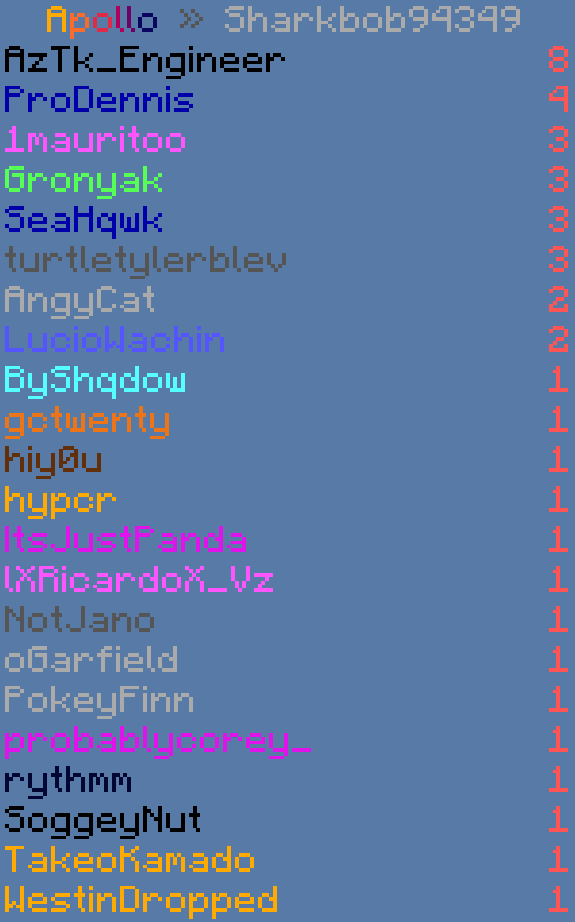 Apollo » Sharkbob94349
AzTk_Engineer 8
ProDennis 4
1mauritoo 3
Gronyak 3
SeaHqwk 3
turtletylerblev 3
AngyCat 2
LucioWachin 2
ByShqdow 1
gotwenty 1
hiy0u 1
hypcr 1
ItsJustPanda 1
lXRicardoX_Vz 1
NotJano 1
oGarfield 1
PokeyFinn 1
probablycorey_ 1
rythmm 1
SoggeyNut 1
TakeoKamado 1
WestinDropped 1